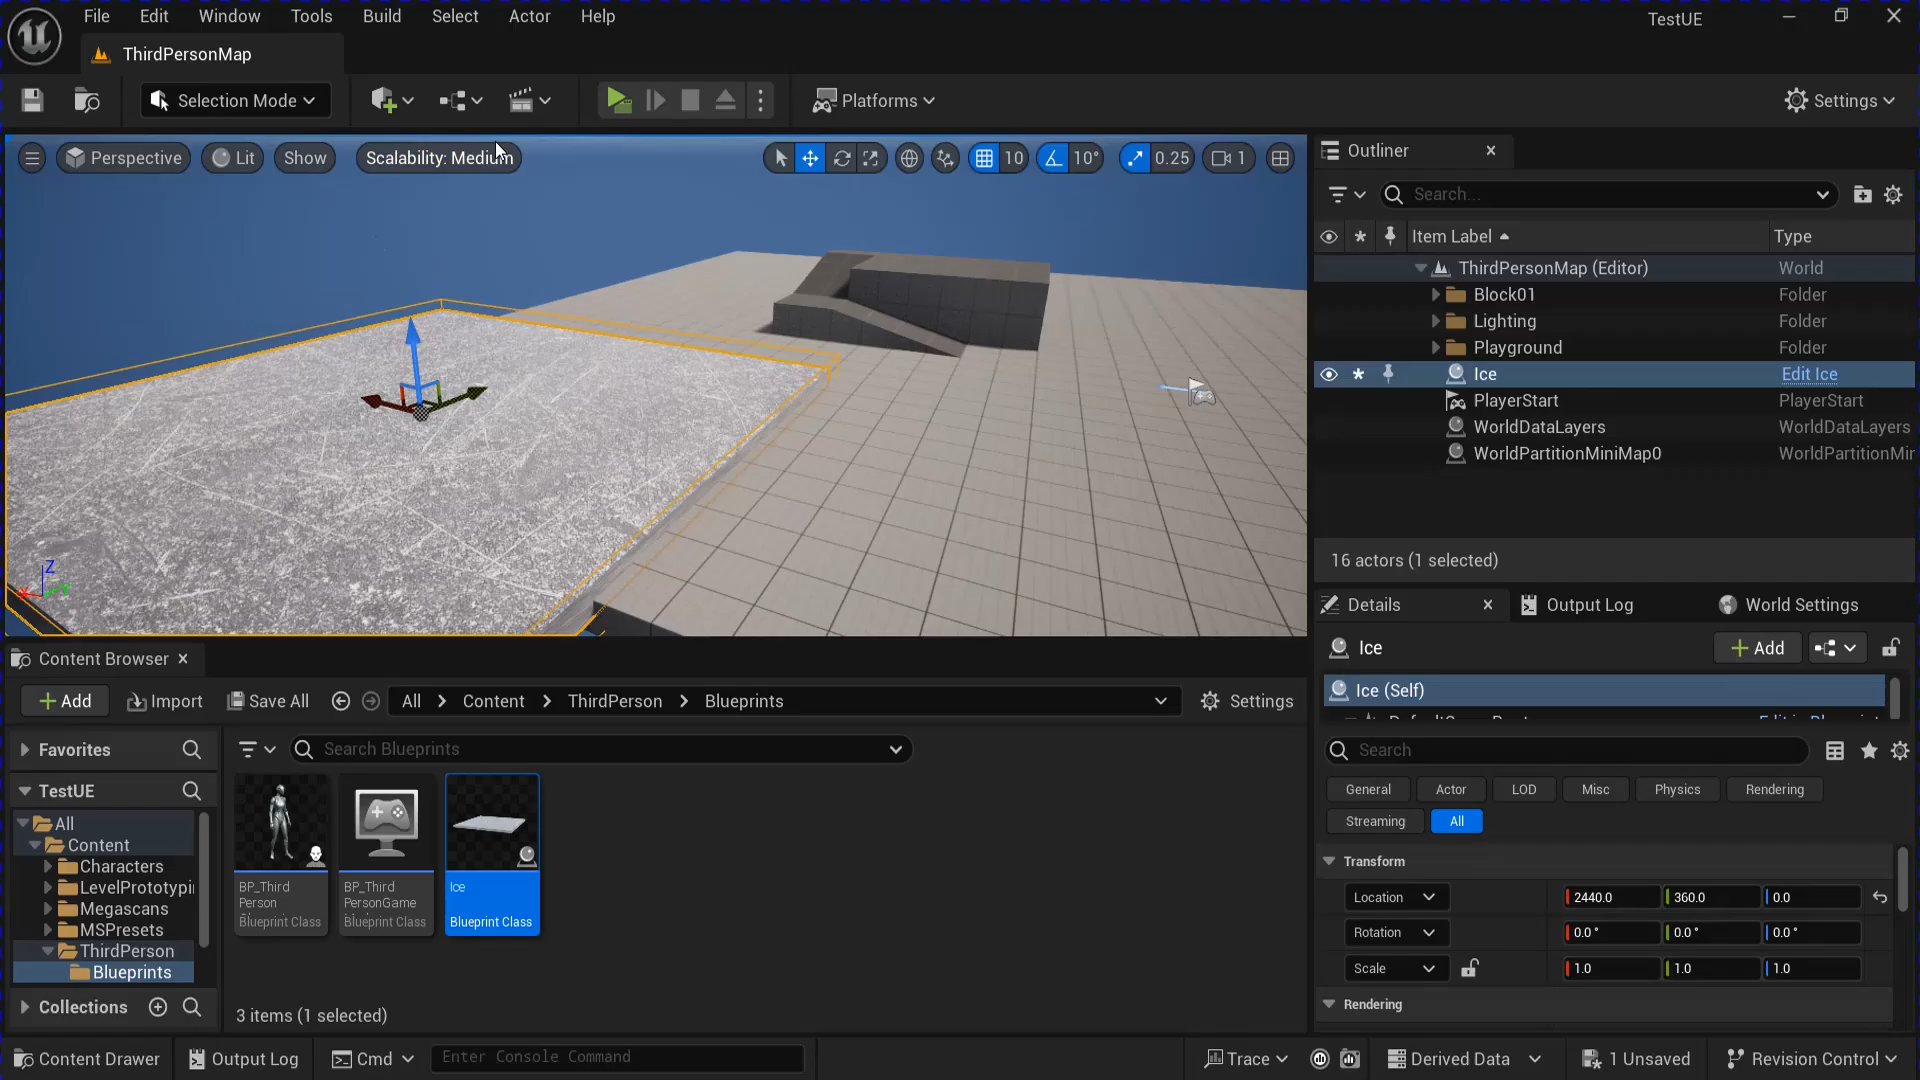 File Edit Window Tools Build Select Actor Help
TestUE
ThirdPersonMap
Selection Mode
Platforms
Settings
Perspective
Lit
Show
Scalability: Medium
10
10°
0.25
1
Outliner
Search...
Item Label
Type
ThirdPersonMap (Editor) World
Block01 Folder
Lighting Folder
Playground Folder
Ice Edit Ice
PlayerStart PlayerStart
WorldDataLayers WorldDataLayers
WorldPartitionMiniMap0 WorldPartitionMir
16 actors (1 selected)
Z
X
Y
Details
Output Log
World Settings
Ice
Add
Ice (Self)
Search
General Actor LOD Misc Physics Rendering
Streaming All
Transform
Location 2440.0 360.0 0.0
Rotation 0.0 ° 0.0 ° 0.0 °
Scale 1.0 1.0 1.0
Rendering
Content Browser
Add
Import
Save All
All > Content > ThirdPerson > Blueprints
Settings
Favorites
TestUE
All
Content
Characters
LevelPrototypi
Megascans
MSPresets
ThirdPerson
Blueprints
Collections
Search Blueprints
BP_Third
Person
Blueprint Class
BP_Third
PersonGame
Blueprint Class
Ice
Blueprint Class
3 items (1 selected)
Content Drawer
Output Log
Cmd
Enter Console Command
Trace
Derived Data
1 Unsaved
Revision Control